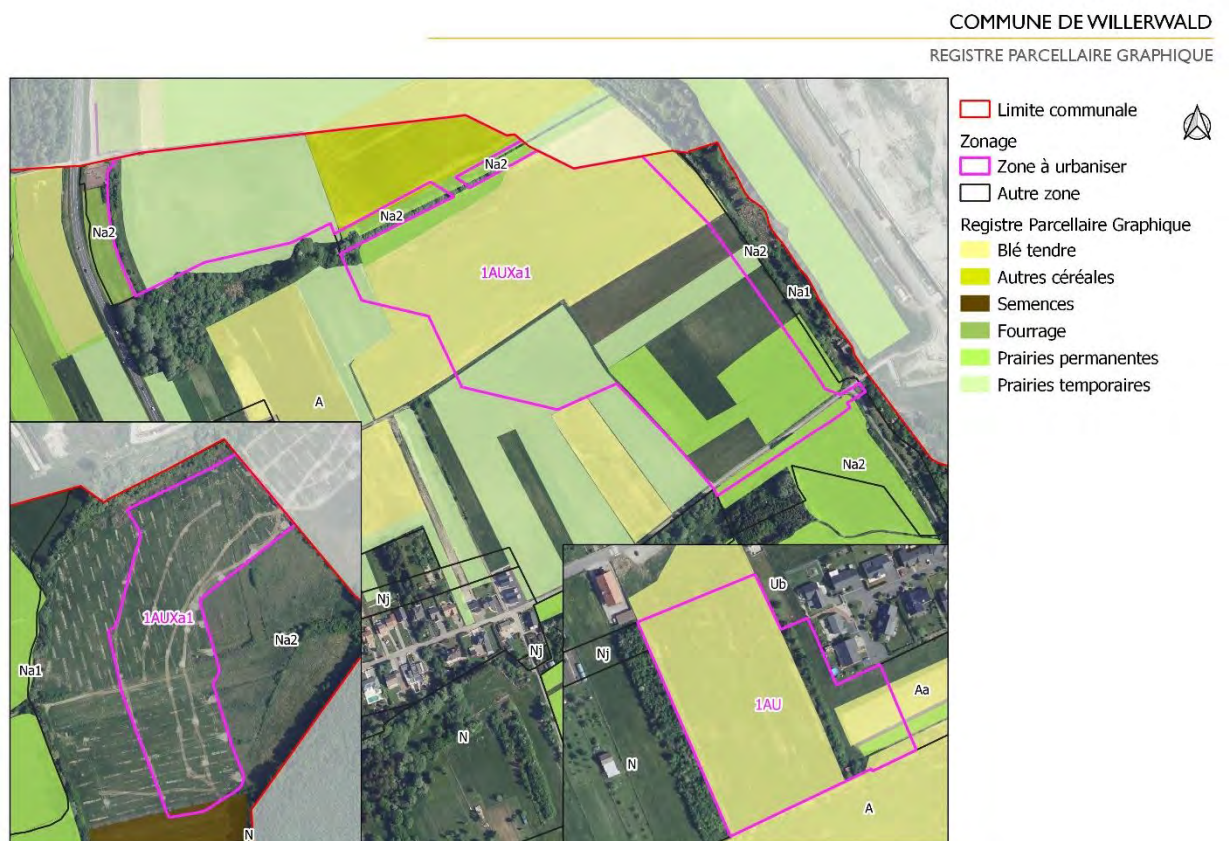 COMMUNE DE WILLERWALD
REGISTRE PARCELLAIRE GRAPHIQUE
Limite communale
Zonage
Zone à urbaniser
Autre zone
Registre Parcellaire Graphique
Blé tendre
Autres céréales
Semences
Fourrage
Prairies permanentes
Prairies temporaires
Na2
Na2
Na2
Na2
1AUXa1
Na1
A
Na2
1AUXa1
Na2
Na1
N
Nj
Nj
N
Ub
Nj
Aa
1AU
N
A